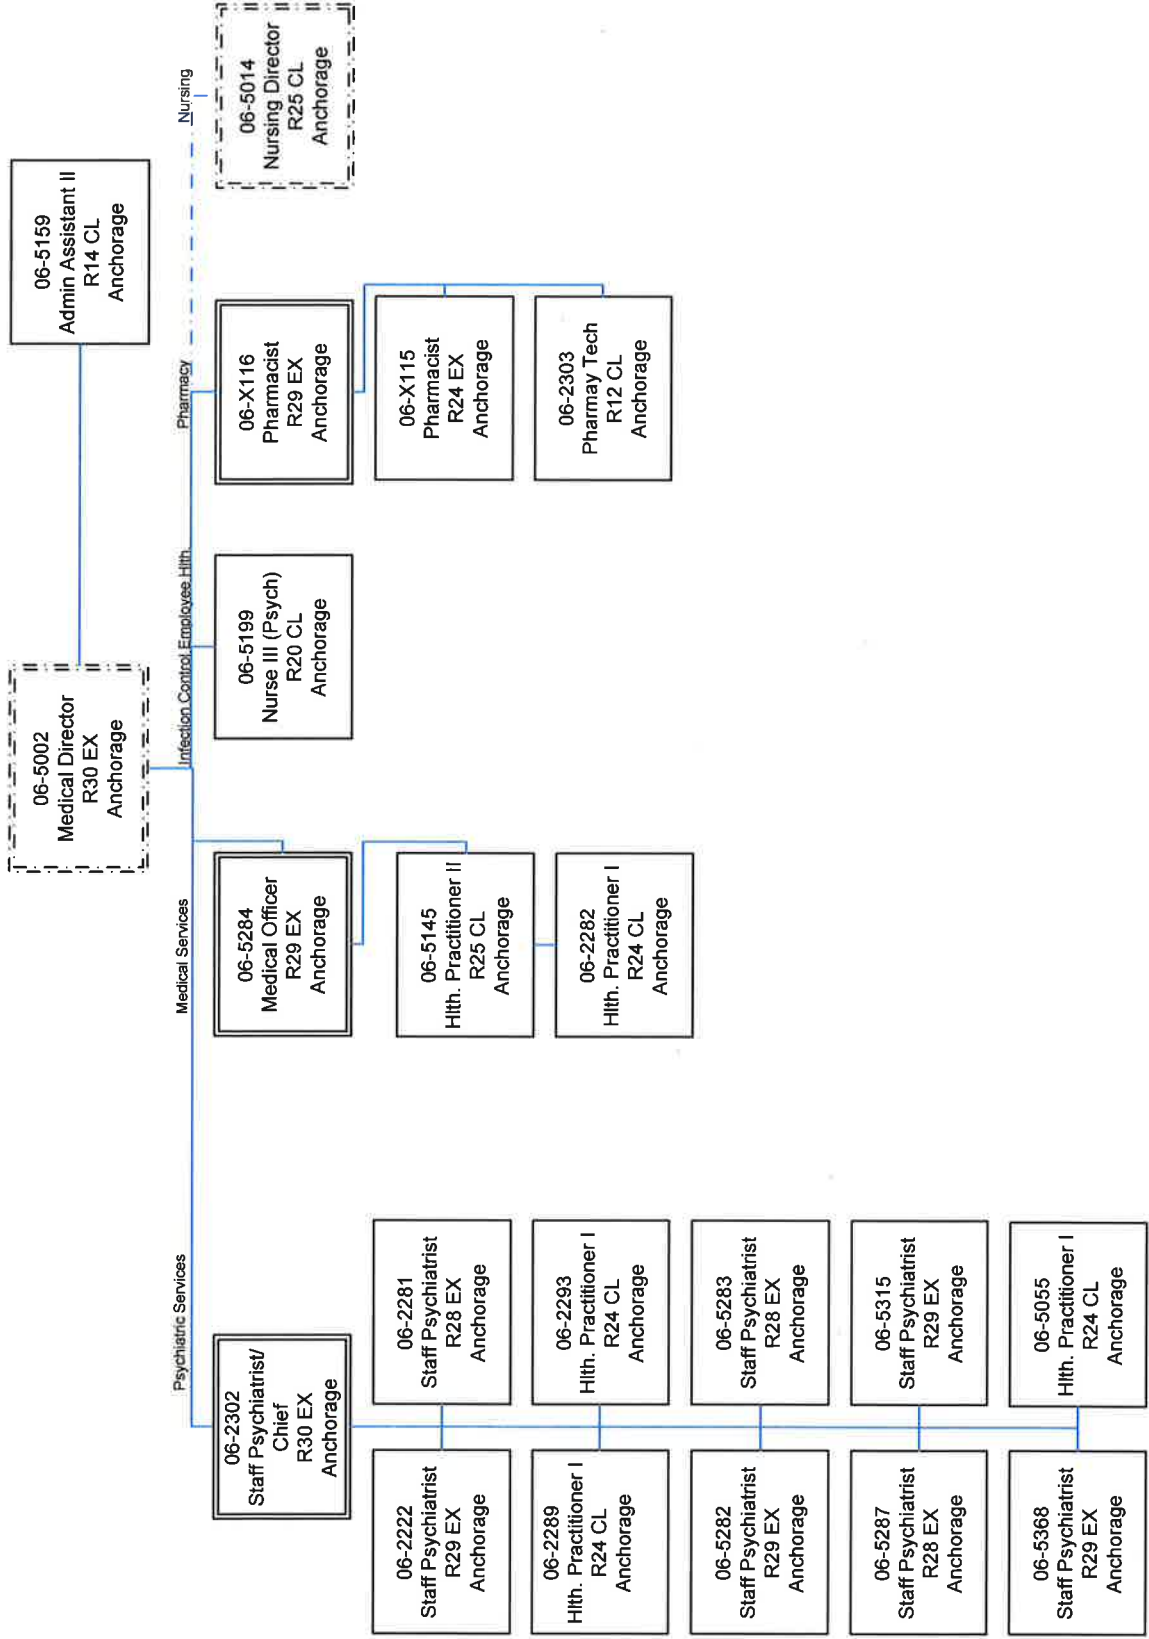 06-5002
Medical Director
R30 EX
Anchorage
06-5159
Admin Assistant II
R14 CL
Anchorage
Psychiatric Services
Medical Services
Infection Control Employee Hlth.
Pharmacy
Nursing
06-2302
Staff Psychiatrist/
Chief
R30 EX
Anchorage
06-5284
Medical Officer
R29 EX
Anchorage
06-5199
Nurse III (Psych)
R20 CL
Anchorage
06-X116
Pharmacist
R29 EX
Anchorage
06-5014
Nursing Director
R25 CL
Anchorage
06-2222
Staff Psychiatrist
R29 EX
Anchorage
06-2281
Staff Psychiatrist
R28 EX
Anchorage
06-5145
Hlth. Practitioner II
R25 CL
Anchorage
06-X115
Pharmacist
R24 EX
Anchorage
06-2289
Hlth. Practitioner I
R24 CL
Anchorage
06-2293
Hlth. Practitioner I
R24 CL
Anchorage
06-2282
Hlth. Practitioner I
R24 CL
Anchorage
06-2303
Pharmay Tech
R12 CL
Anchorage
06-5282
Staff Psychiatrist
R29 EX
Anchorage
06-5283
Staff Psychiatrist
R28 EX
Anchorage
06-5287
Staff Psychiatrist
R28 EX
Anchorage
06-5315
Staff Psychiatrist
R29 EX
Anchorage
06-5368
Staff Psychiatrist
R29 EX
Anchorage
06-5055
Hlth. Practitioner I
R24 CL
Anchorage